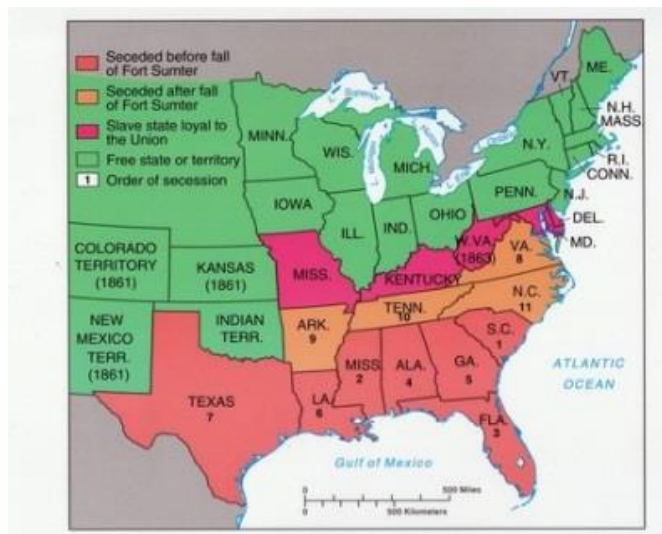 Seceded before fall
of Fort Sumter
Seceded after fall
of Fort Sumter
Slave state loyal to
the Union
Free state or territory
1 Order of secession
VT.
ME.
N.H.
MASS.
R.I.
CONN.
N.Y.
N.J.
PENN.
DEL.
MD.
MINN.
WIS.
MICH.
L. Superior
IOWA
ILL.
IND.
OHIO
W.VA.
(1863)
VA.
8
COLORADO
TERRITORY
(1861)
KANSAS
(1861)
MISS.
KENTUCKY
N.C.
11
TENN.
10
NEW
MEXICO
TERR.
(1861)
INDIAN
TERR.
ARK.
9
S.C.
1
MISS.
2
ALA.
4
GA.
5
TEXAS
7
LA.
6
FLA.
3
ATLANTIC
OCEAN
Gulf of Mexico
0 500 Miles
0 500 Kilometers